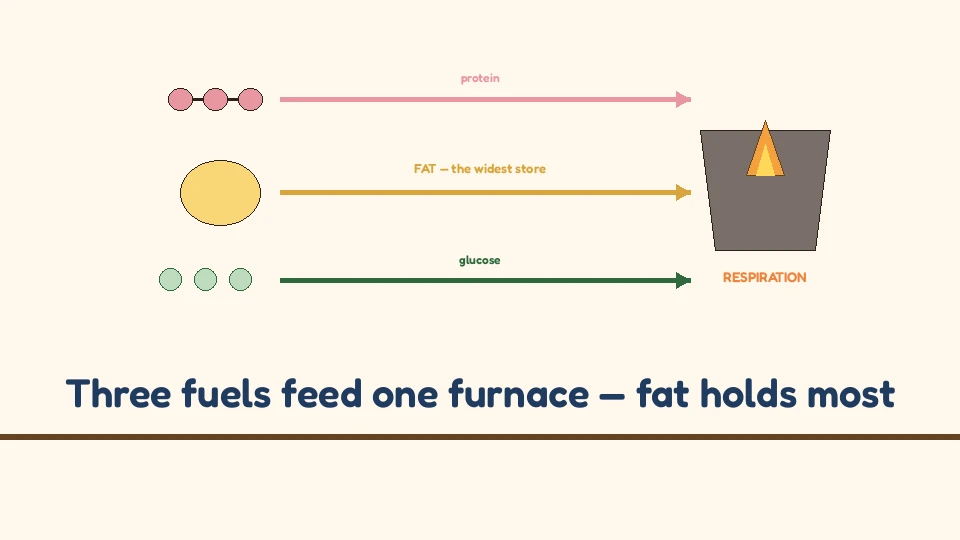 protein
FAT – the widest store
glucose
RESPIRATION
Three fuels feed one furnace – fat holds most